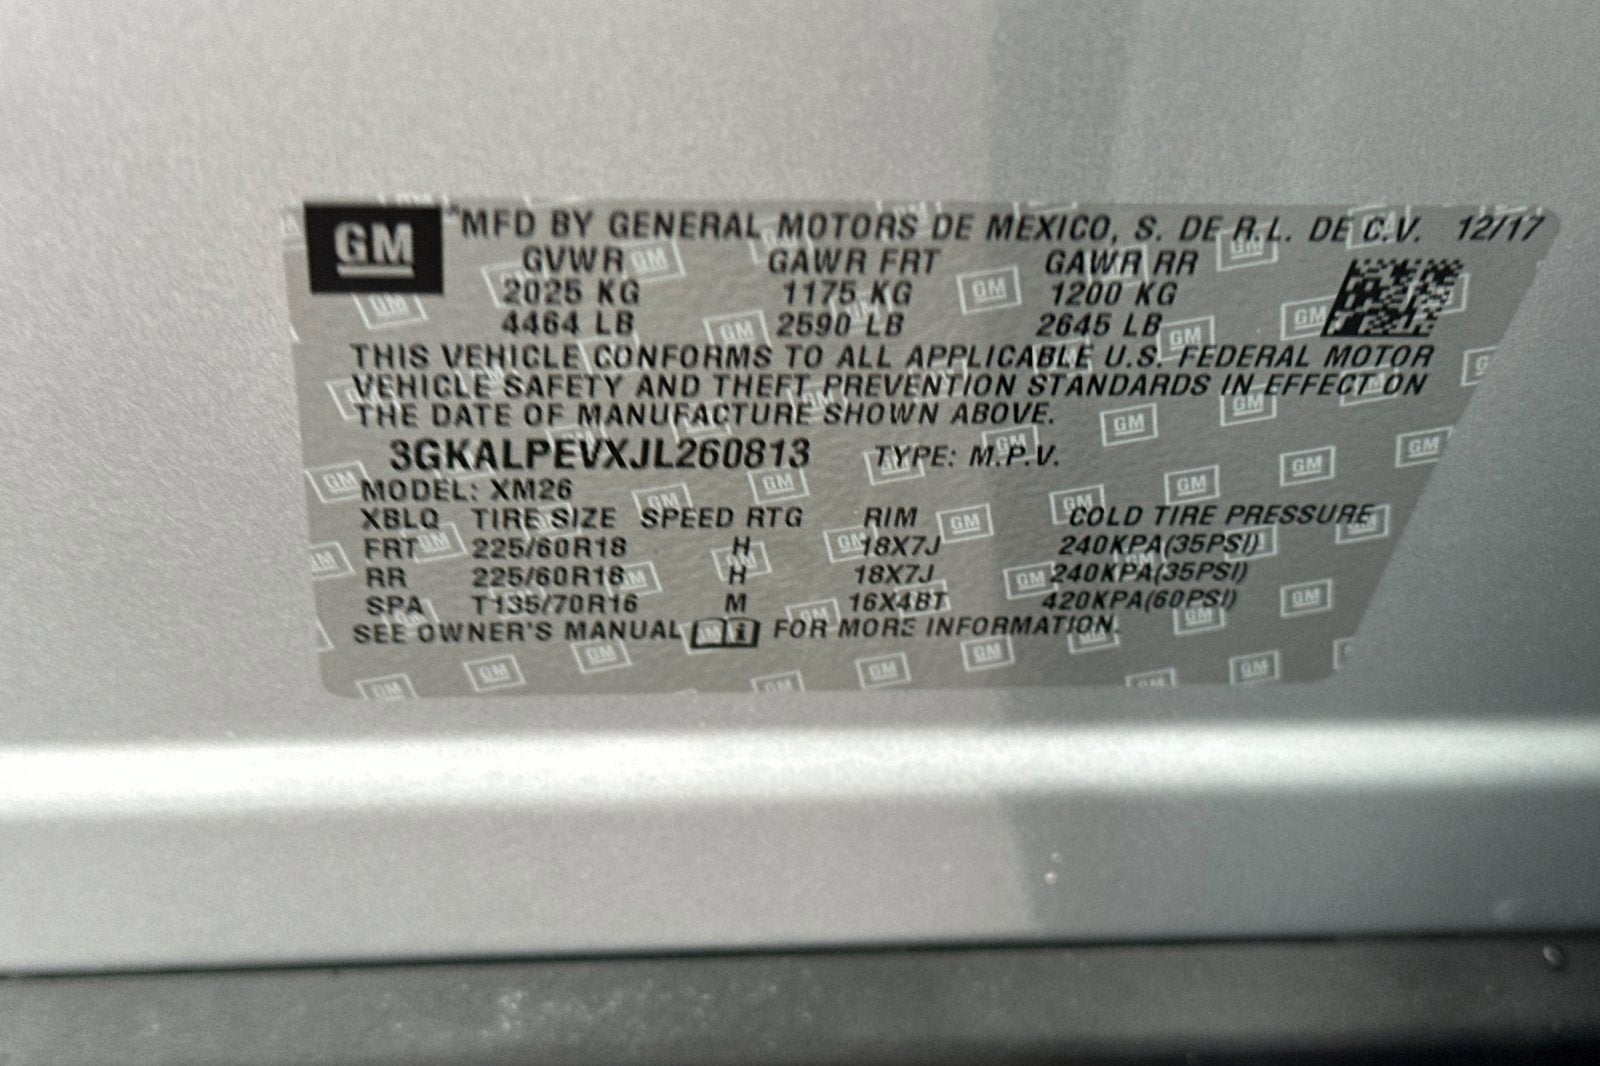 GM MFD BY GENERAL MOTORS DE MEXICO, S. DE R.L. DE C.V. 12/17
GVWR GAWR FRT GAWR RR
2025 KG 1175 KG 1200 KG
4464 LB 2590 LB 2645 LB
THIS VEHICLE CONFORMS TO ALL APPLICABLE U.S. FEDERAL MOTOR
VEHICLE SAFETY AND THEFT PREVENTION STANDARDS IN EFFECT ON
THE DATE OF MANUFACTURE SHOWN ABOVE.
3GKALPEVXJL260813 TYPE: M.P.V.
MODEL: XM26
XBLQ TIRE SIZE SPEED RTG RIM COLD TIRE PRESSURE
FRT 225/60R18 H 18X7J 240KPA(35PSI)
RR 225/60R18 H 18X7J 240KPA(35PSI)
SPA T135/70R16 M 16X4BT 420KPA(60PSI)
SEE OWNER'S MANUAL FOR MORE INFORMATION.